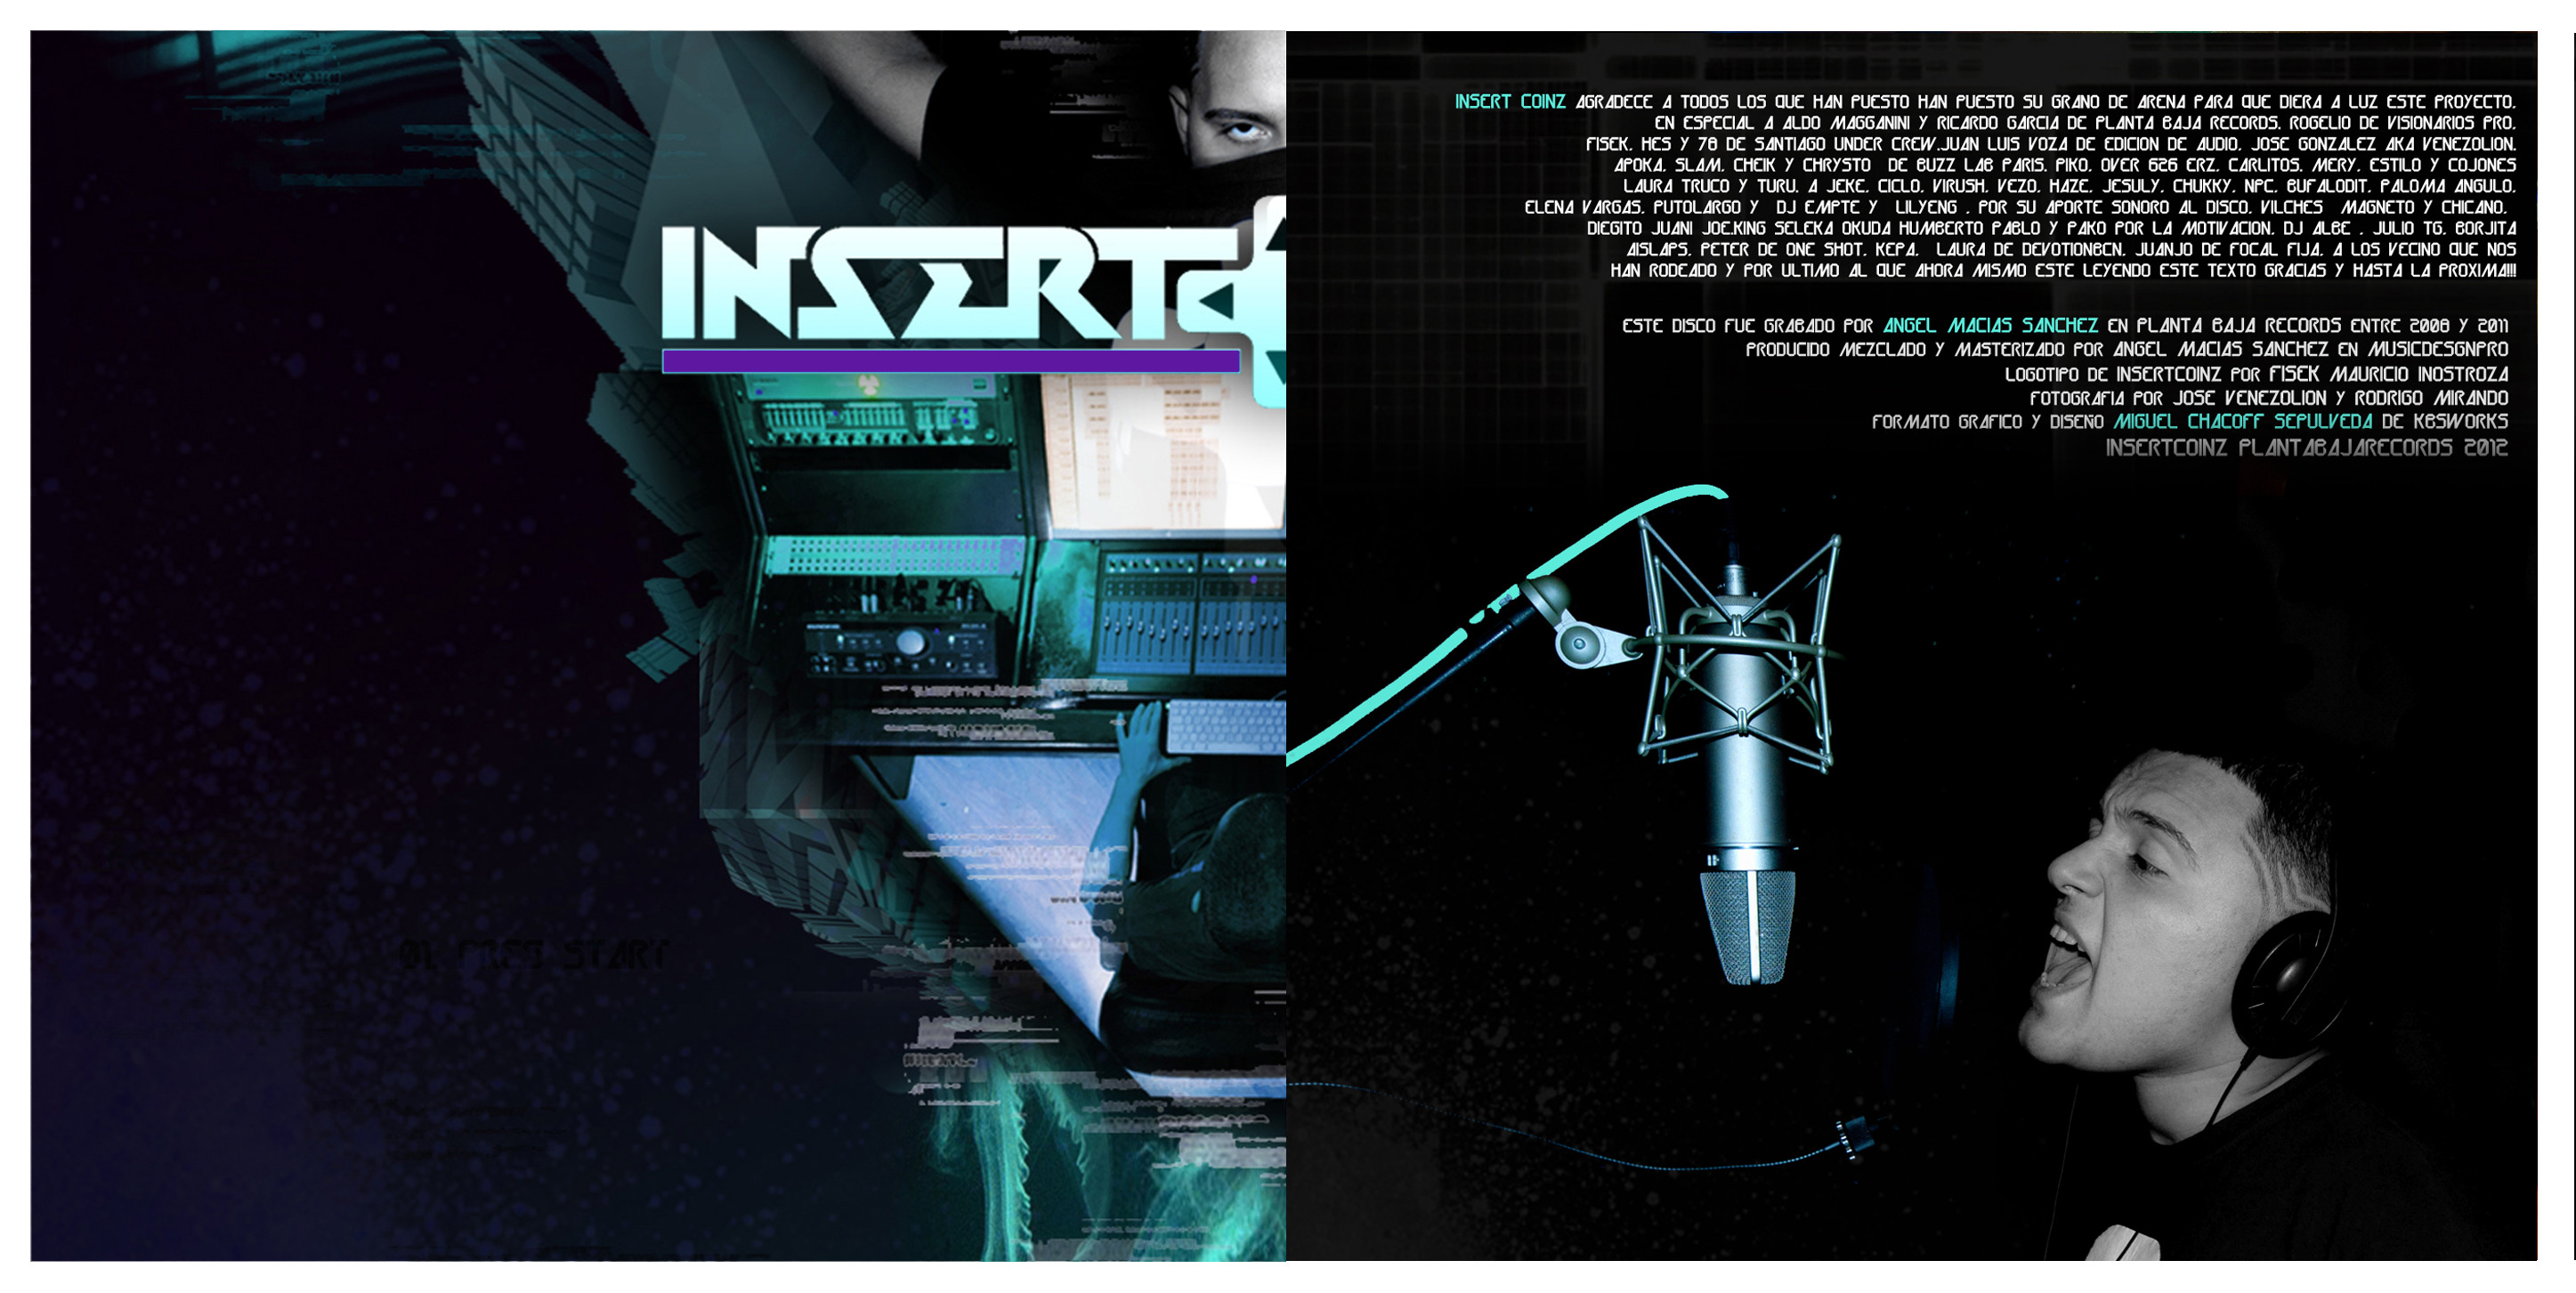 INSERT
01 PRES START
INSERT COINZ AGRADECE A TODOS LOS QUE HAN PUESTO HAN PUESTO SU GRANO DE ARENA PARA QUE DIERA A LUZ ESTE PROYECTO.
EN ESPECIAL A ALDO MAGGANINI Y RICARDO GARCIA DE PLANTA BAJA RECORDS. ROGELIO DE VISIONARIOS PRO.
FISEK. HES Y 78 DE SANTIAGO UNDER CREW.JUAN LUIS VOZA DE EDICION DE AUDIO. JOSE GONZALEZ AKA VENEZOLION.
APOKA. SLAM. CHEIK Y CHRYSTO DE BUZZ LAB PARIS. PIKO. OVER 626 ERZ. CARLITOS. MERY. ESTILO Y COJONES
LAURA TRUCO Y TURU. A JEKE. CICLO. VIRUSH. VEZO. HAZE. JESULY. CHUKKY. NPC. BUFALODIT. PALOMA ANGULO.
ELENA VARGAS. PUTOLARGO Y DJ EMPTE Y LILYENG . POR SU APORTE SONORO AL DISCO. VILCHES MAGNETO Y CHICANO.
DIEGITO JUANI JOE.KING SELEKA OKUDA HUMBERTO PABLO Y PAKO POR LA MOTIVACION. DJ ALBE . JULIO TG. BORJITA
AISLAPS. PETER DE ONE SHOT. KEPA. LAURA DE DEVOTIONBCN. JUANJO DE FOCAL FIJA. A LOS VECINO QUE NOS
HAN RODEADO Y POR ULTIMO AL QUE AHORA MISMO ESTE LEYENDO ESTE TEXTO GRACIAS Y HASTA LA PROXIMA!!!
ESTE DISCO FUE GRABADO POR ANGEL MACIAS SANCHEZ EN PLANTA BAJA RECORDS ENTRE 2008 Y 2011
PRODUCIDO MEZCLADO Y MASTERIZADO POR ANGEL MACIAS SANCHEZ EN MUSICDESGNPRO
LOGOTIPO DE INSERTCOINZ POR FISEK MAURICIO INOSTROZA
FOTOGRAFIA POR JOSE VENEZOLION Y RODRIGO MIRANDO
FORMATO GRAFICO Y DISEÑO MIGUEL CHACOFF SEPULVEDA DE K8SWORKS
INSERTCOINZ PLANTABAJARECORDS 2012